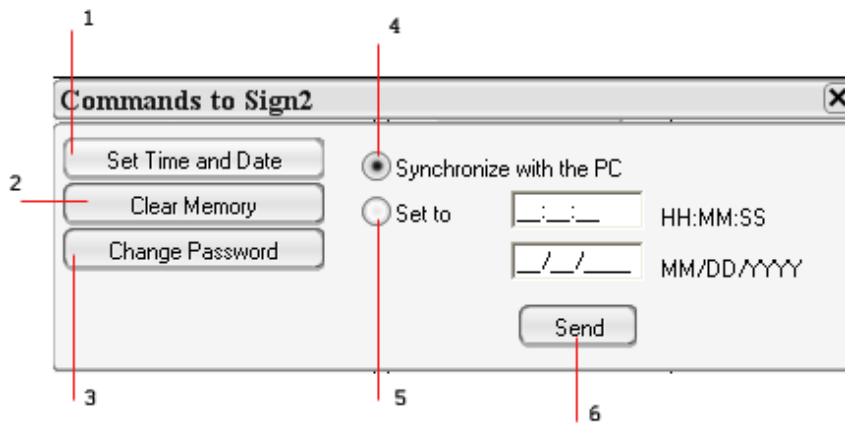 1
4
Commands to Sign2
Set Time and Date
Synchronize with the PC
2
Clear Memory
Set to
__:__:__
HH:MM:SS
Change Password
__/__/____
MM/DD/YYYY
Send
3
5
6